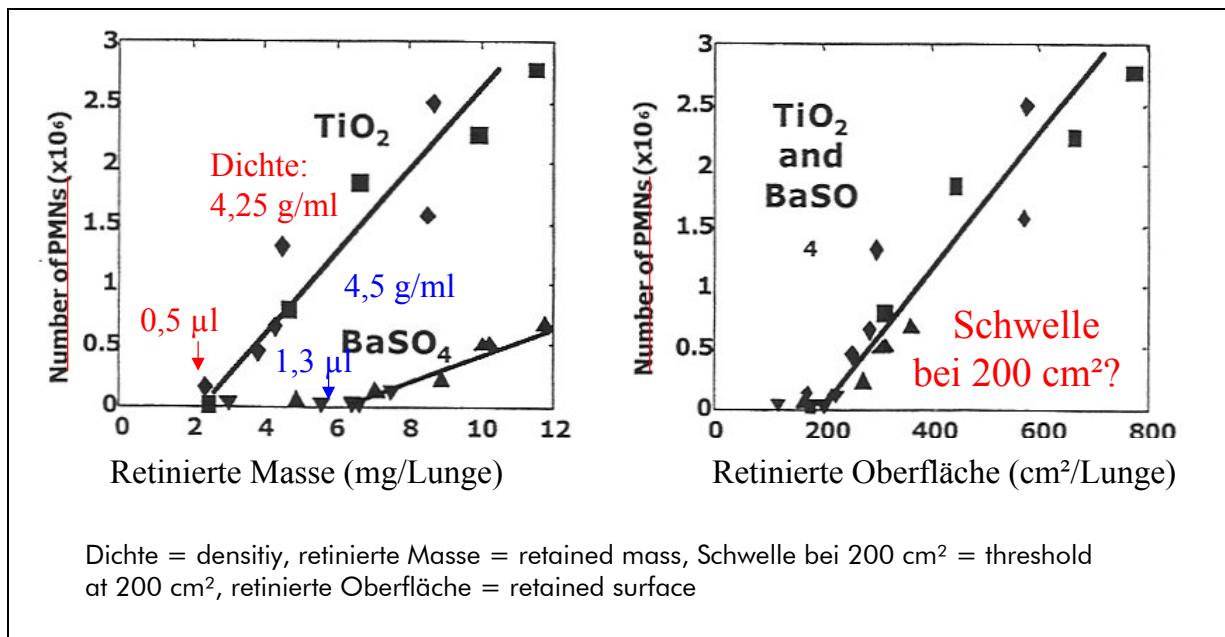 3
2.5
2
1.5
1
0.5
0
Number of PMNs (x10⁶)
TiO₂
Dichte:
4,25 g/ml
4,5 g/ml
0,5 µl
BaSO₄
1,3 µl
0 2 4 6 8 10 12
Retinierte Masse (mg/Lunge)
3
2.5
2
1.5
1
0.5
0
Number of PMNs (x10⁶)
TiO₂
and
BaSO
4
Schwelle
bei 200 cm²?
0 200 400 600 800
Retinierte Oberfläche (cm²/Lunge)
Dichte = densitiy, retinierte Masse = retained mass, Schwelle bei 200 cm² = threshold
at 200 cm², retinierte Oberfläche = retained surface